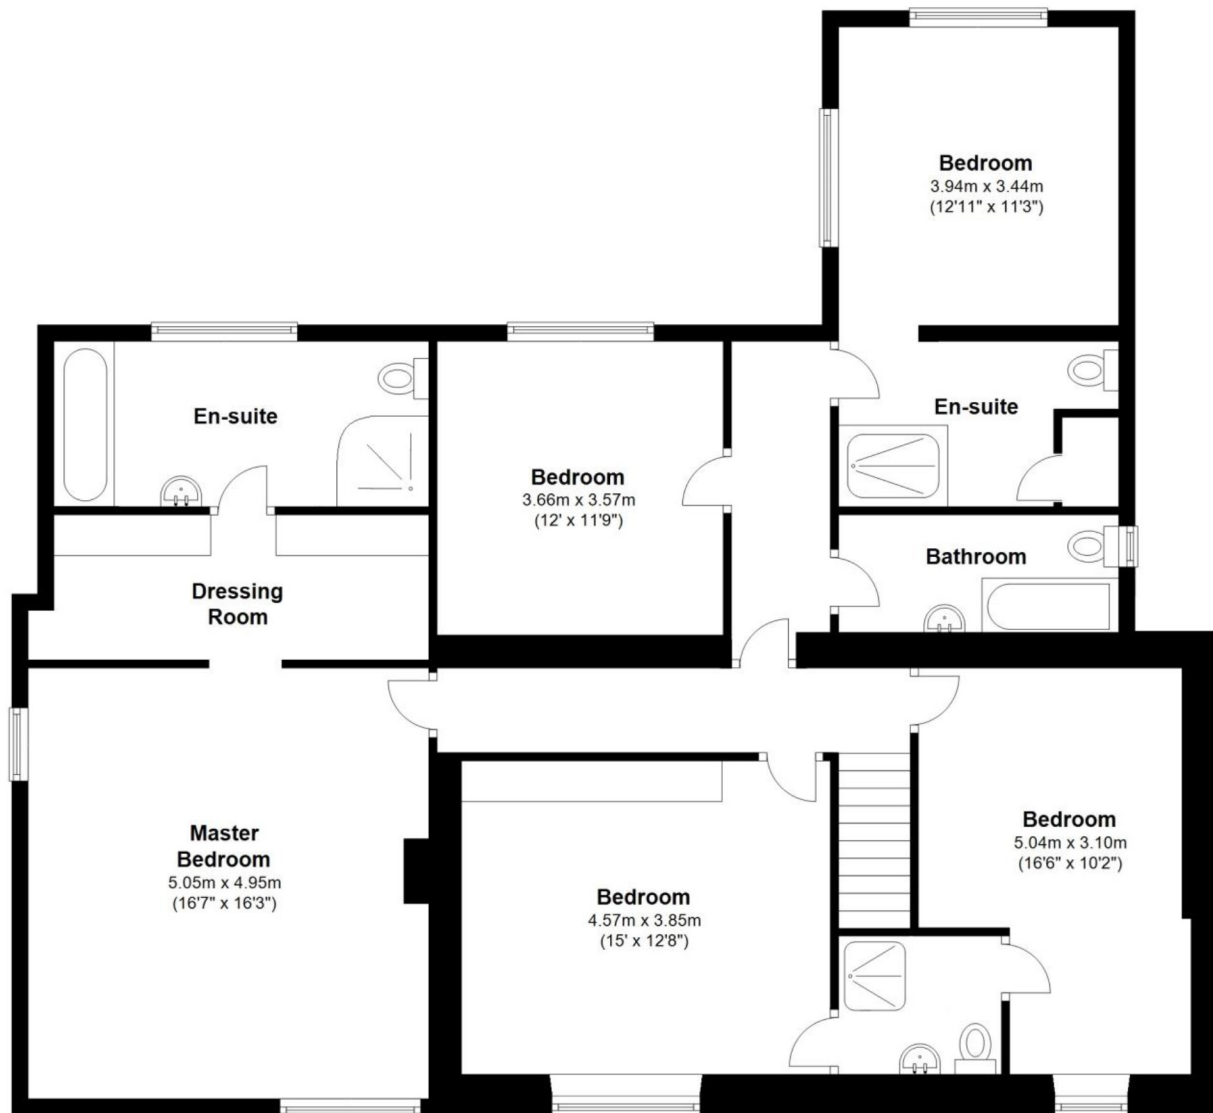 Bedroom
3.94m x 3.44m
(12'11" x 11'3")
En-suite
En-suite
Bedroom
3.66m x 3.57m
(12' x 11'9")
Bathroom
Dressing
Room
Master
Bedroom
5.05m x 4.95m
(16'7" x 16'3")
Bedroom
4.57m x 3.85m
(15' x 12'8")
Bedroom
5.04m x 3.10m
(16'6" x 10'2")